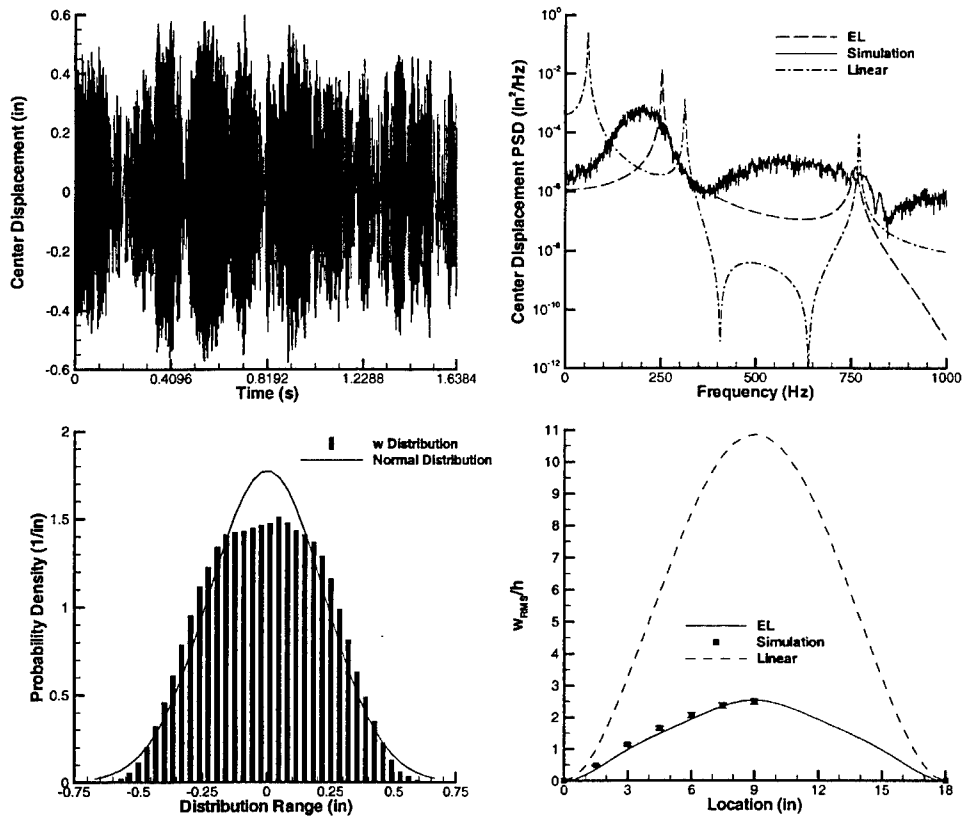 0.6
0.4
0.2
0
-0.2
-0.4
-0.6
Center Displacement (in)
0 0.4096 0.8192 1.2288 1.6384
Time (s)
10^0
10^-2
10^-4
10^-6
10^-8
10^-10
10^-12
Center Displacement PSD (in^2/Hz)
EL
Simulation
Linear
0 250 500 750 1000
Frequency (Hz)
2
1.5
1
0.5
0
Probability Density (1/in)
w Distribution
Normal Distribution
-0.75 -0.5 -0.25 0 0.25 0.5 0.75
Distribution Range (in)
11
10
9
8
7
6
5
4
3
2
1
0
w_RMS/h
EL
Simulation
Linear
0 3 6 9 12 15 18
Location (in)